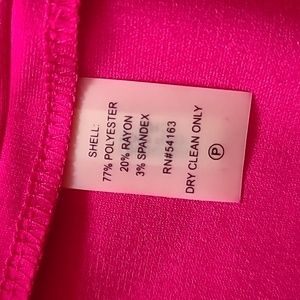 SHELL:
77% POLYESTER
20% RAYON
3% SPANDEX
RN#54163
DRY CLEAN ONLY
P